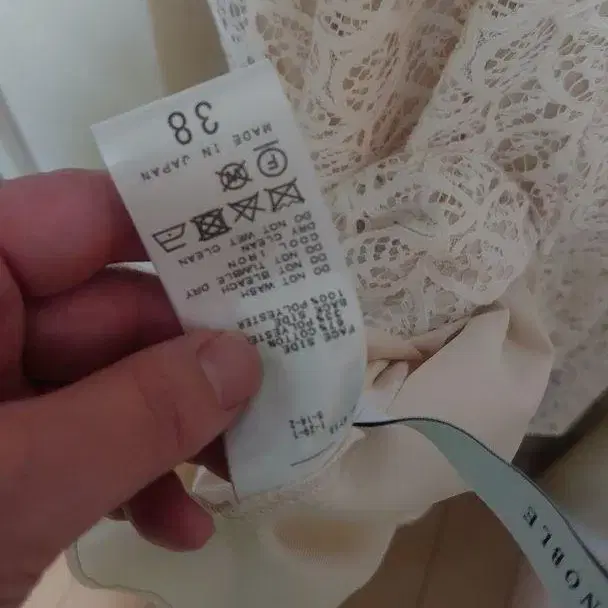 FACE SIDE
67% COTTON
33% POLYESTER
BACK SIDE
100% POLYESTER
DO NOT WASH
DO NOT BLEACH
DO NOT TUMBLE DRY
COOL IRON
DRY CLEAN
DO NOT WET CLEAN
F
W
MADE IN JAPAN
38
NOBLE